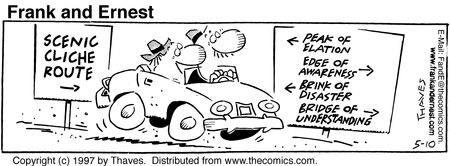 Frank and Ernest
SCENIC
CLICHE
ROUTE
PEAK OF
ELATION
EDGE OF
AWARENESS
BRINK OF
DISASTER
BRIDGE OF
UNDERSTANDING
THAVES
5-10
E-Mail: FandE@thecomics.com
www.frankandernest.com
Copyright (c) 1997 by Thaves. Distributed from www.thecomics.com.